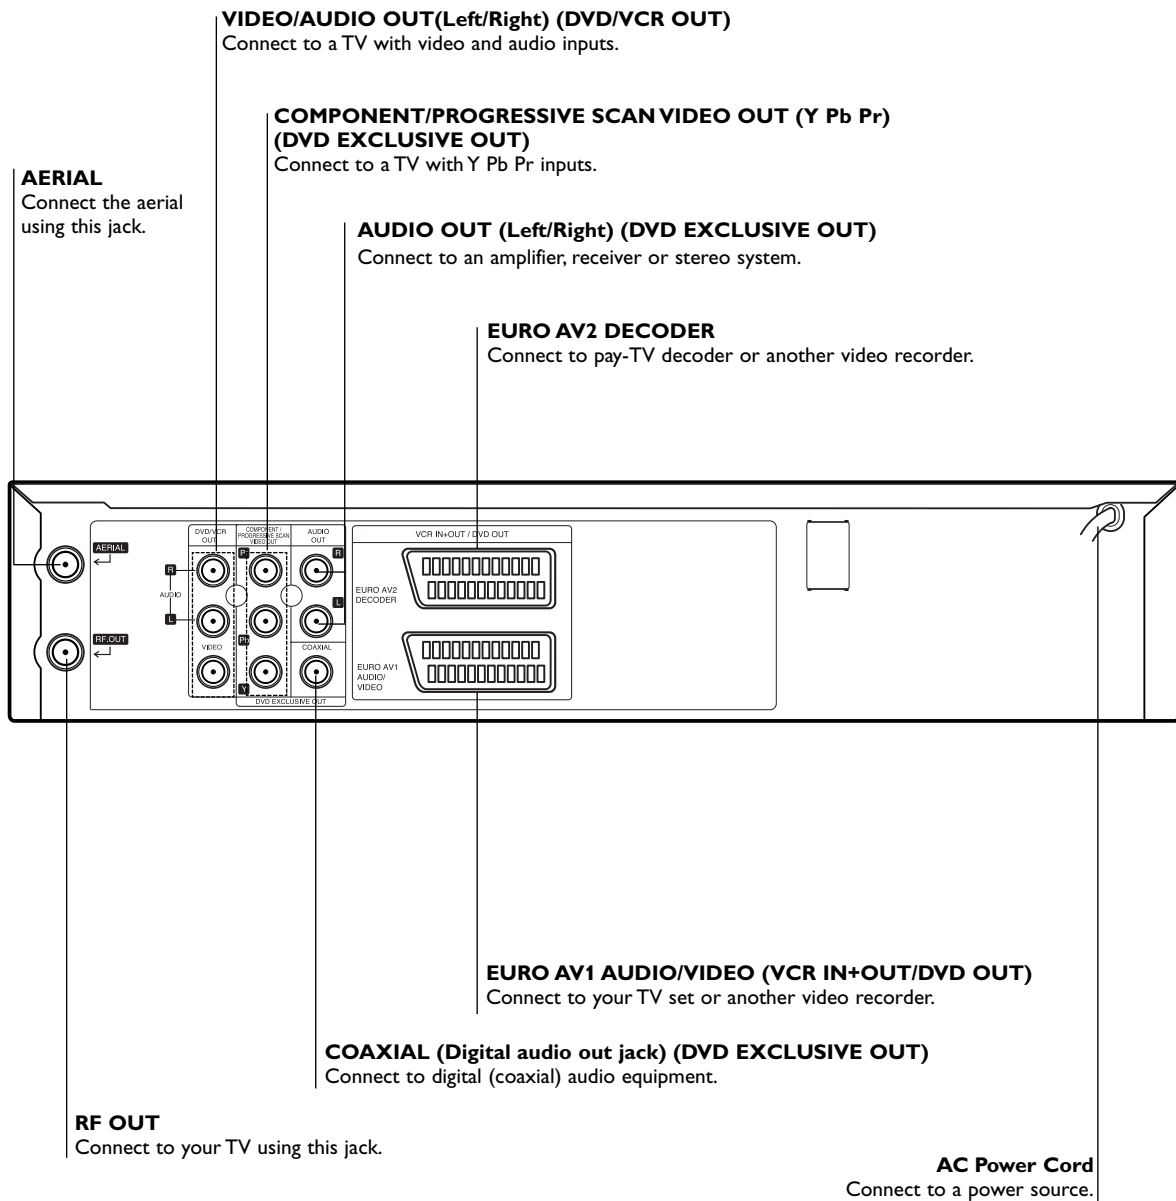 VIDEO/AUDIO OUT(Left/Right) (DVD/VCR OUT)
Connect to a TV with video and audio inputs.
COMPONENT/PROGRESSIVE SCAN VIDEO OUT (Y Pb Pr)
(DVD EXCLUSIVE OUT)
Connect to a TV with Y Pb Pr inputs.
AERIAL
Connect the aerial
using this jack.
AUDIO OUT (Left/Right) (DVD EXCLUSIVE OUT)
Connect to an amplifier, receiver or stereo system.
EURO AV2 DECODER
Connect to pay-TV decoder or another video recorder.
DVD/VCR
OUT
COMPONENT /
PROGRESSIVE SCAN
VIDEO OUT
AUDIO
OUT
VCR IN+OUT / DVD OUT
AERIAL
R
Pr
R
AUDIO
EURO AV2
DECODER
L
L
RF.OUT
VIDEO
Pb
COAXIAL
EURO AV1
AUDIO/
VIDEO
Y
DVD EXCLUSIVE OUT
EURO AV1 AUDIO/VIDEO (VCR IN+OUT/DVD OUT)
Connect to your TV set or another video recorder.
COAXIAL (Digital audio out jack) (DVD EXCLUSIVE OUT)
Connect to digital (coaxial) audio equipment.
RF OUT
Connect to your TV using this jack.
AC Power Cord
Connect to a power source.